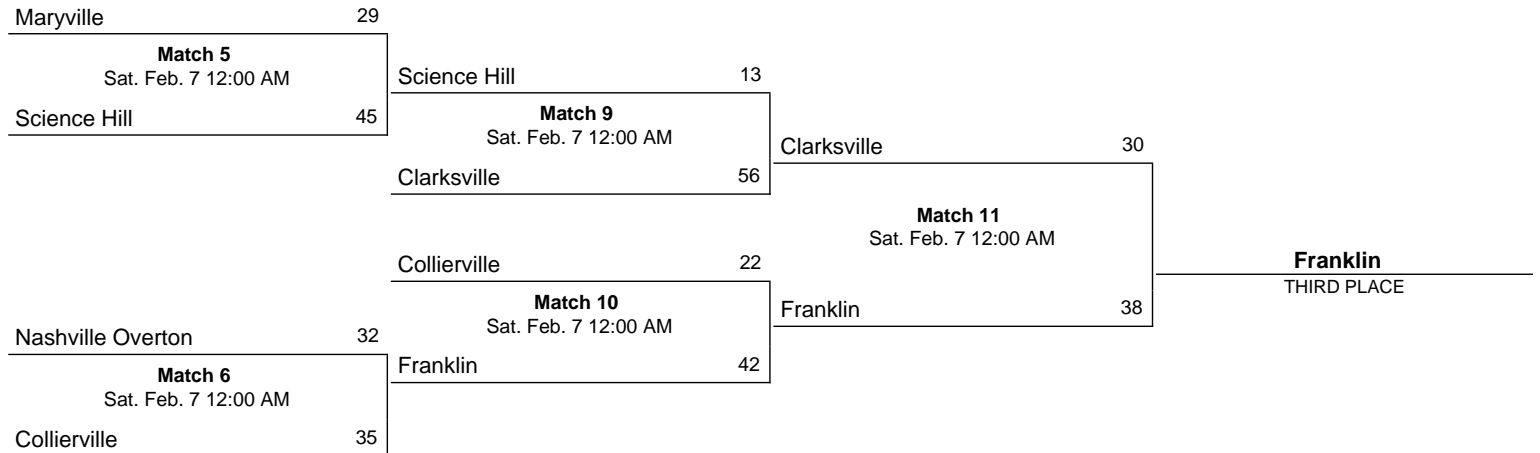 Maryville 29
Match 5
Sat. Feb. 7 12:00 AM
Science Hill 45
Science Hill 13
Match 9
Sat. Feb. 7 12:00 AM
Clarksville 56
Clarksville 30
Match 11
Sat. Feb. 7 12:00 AM
Franklin 38
Franklin
THIRD PLACE
Collierville 22
Match 10
Sat. Feb. 7 12:00 AM
Franklin 42
Nashville Overton 32
Match 6
Sat. Feb. 7 12:00 AM
Collierville 35